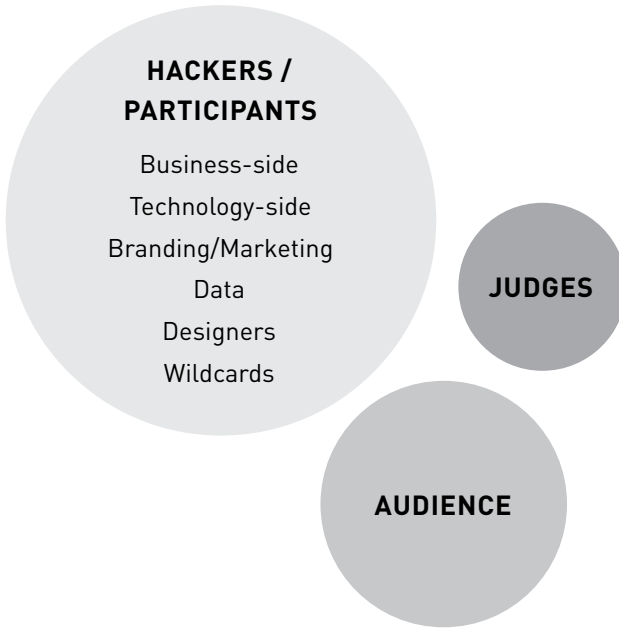 HACKERS /
PARTICIPANTS
Business-side
Technology-side
Branding/Marketing
Data
Designers
Wildcards
JUDGES
AUDIENCE